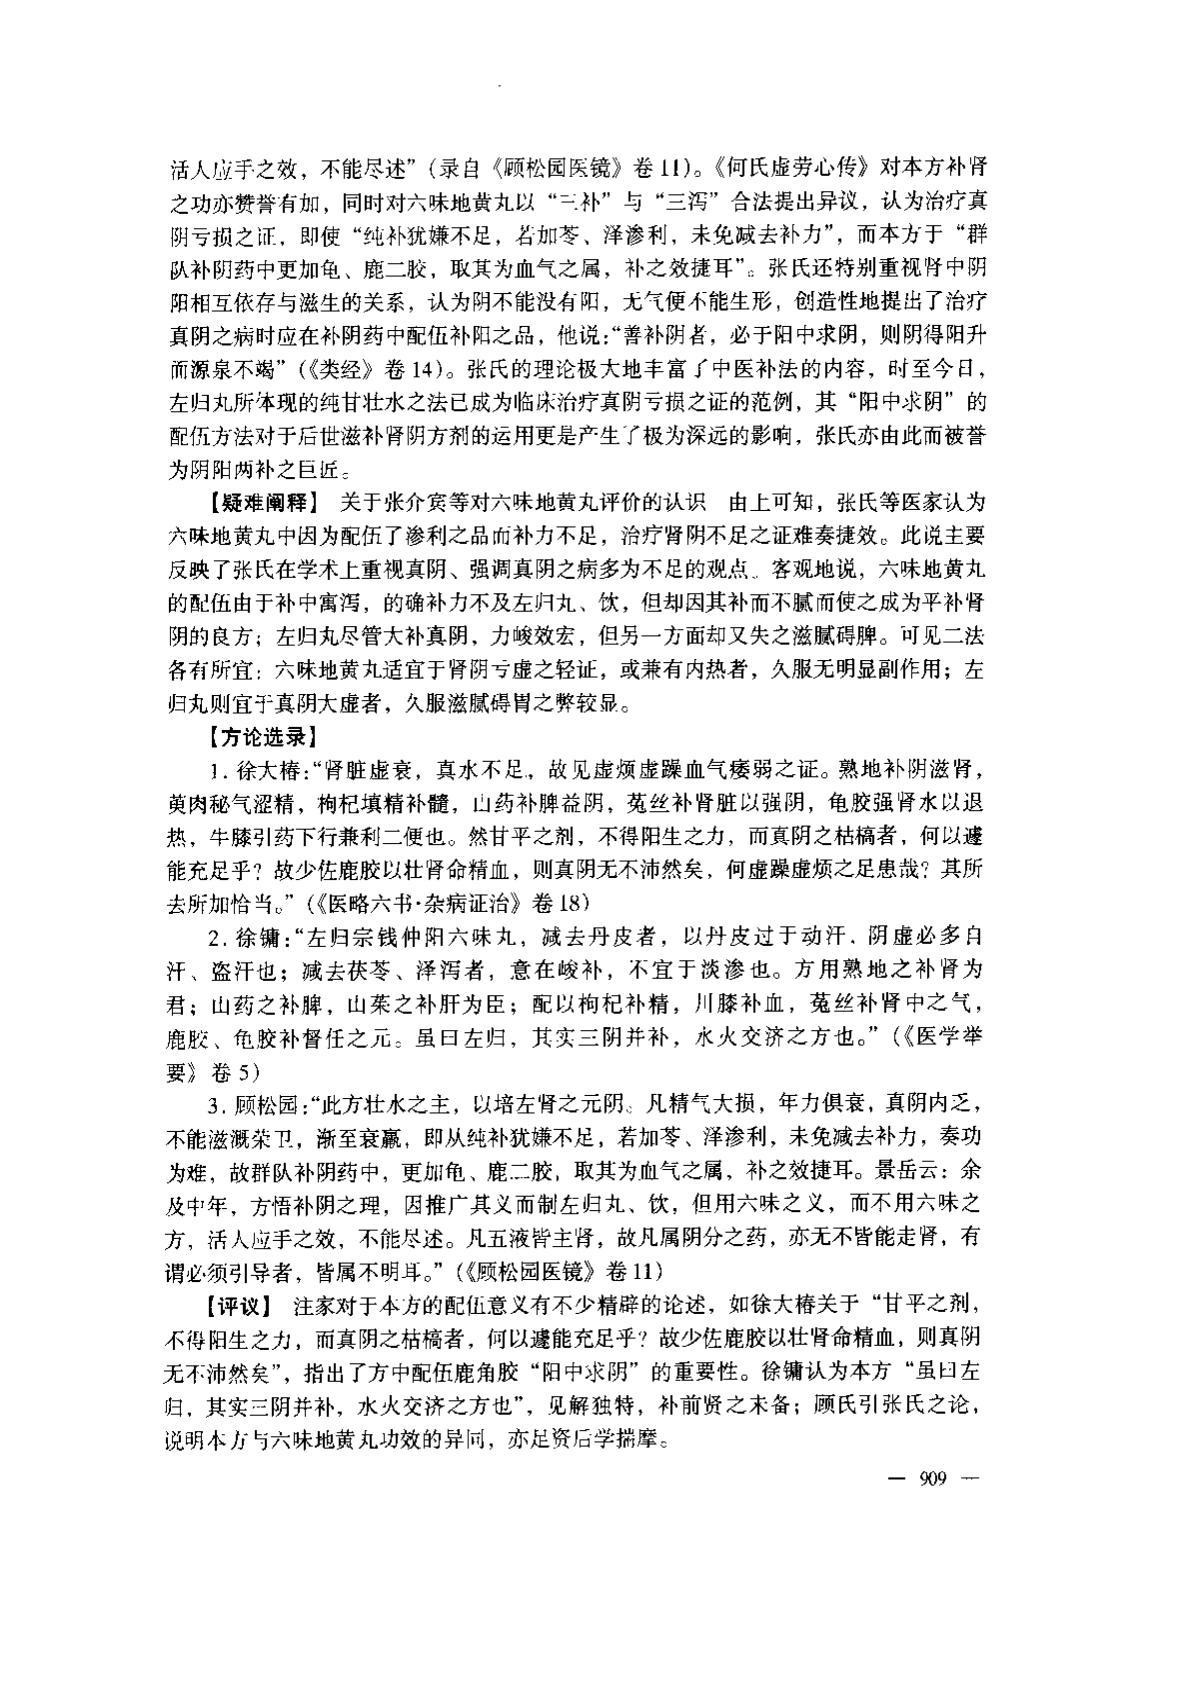 活人应手之效，不能尽述”（录自《顾松园医镜》卷11）。《何氏虚劳心传》对本方补肾
之功亦赞誉有加，同时对六味地黄丸以“三补”与“三泻”合法提出异议，认为治疗真
阴亏损之证，即使“纯补犹嫌不足，若加苓、泽渗利，未免减去补力”，而本方于“群
队补阴药中更加龟、鹿二胶，取其为血气之属，补之效捷耳”。张氏还特别重视肾中阴
阳相互依存与滋生的关系，认为阴不能没有阳，无气便不能生形，创造性地提出了治疗
真阴之病时应在补阴药中配伍补阳之品，他说：“善补阴者，必于阳中求阴，则阴得阳升
而源泉不竭”（《类经》卷14）。张氏的理论极大地丰富了中医补法的内容，时至今日，
左归丸所体现的纯甘壮水之法已成为临床治疗真阴亏损之证的范例，其“阳中求阴”的
配伍方法对于后世滋补肾阴方剂的运用更是产生了极为深远的影响，张氏亦由此而被誉
为阴阳两补之巨匠。
【疑难阐释】 关于张介宾等对六味地黄丸评价的认识 由上可知，张氏等医家认为
六味地黄丸中因为配伍了渗利之品而补力不足，治疗肾阴不足之证难奏捷效。此说主要
反映了张氏在学术上重视真阴、强调真阴之病多为不足的观点。客观地说，六味地黄丸
的配伍由于补中寓泻，的确补力不及左归丸、饮，但却因其补而不腻而使之成为平补肾
阴的良方；左归丸尽管大补真阴，力峻效宏，但另一方面却又失之滋腻碍脾。可见二法
各有所宜：六味地黄丸适宜于肾阴亏虚之轻证，或兼有内热者，久服无明显副作用；左
归丸则宜于真阴大虚者，久服滋腻碍胃之弊较显。
【方论选录】
1. 徐大椿：“肾脏虚衰，真水不足，故见虚烦虚躁血气痿弱之证。熟地补阴滋肾，
萸肉秘气涩精，枸杞填精补髓，山药补脾益阴，菟丝补肾脏以强阴，龟胶强肾水以退
热，牛膝引药下行兼利二便也。然甘平之剂，不得阳生之力，而真阴之枯槁者，何以遽
能充足乎？故少佐鹿胶以壮肾命精血，则真阴无不沛然矣，何虚躁虚烦之足患哉？其所
去所加恰当。”（《医略六书·杂病证治》卷18）
2. 徐镛：“左归宗钱仲阳六味丸，减去丹皮者，以丹皮过于动汗，阴虚必多自
汗、盗汗也；减去茯苓、泽泻者，意在峻补，不宜于淡渗也。方用熟地之补肾为
君；山药之补脾，山茱之补肝为臣；配以枸杞补精，川膝补血，菟丝补肾中之气，
鹿胶、龟胶补督任之元。虽曰左归，其实三阴并补，水火交济之方也。”（《医学举
要》卷5）
3. 顾松园：“此方壮水之主，以培左肾之元阴。凡精气大损，年力俱衰，真阴内乏，
不能滋溉荣卫，渐至衰羸，即从纯补犹嫌不足，若加苓、泽渗利，未免减去补力，奏功
为难，故群队补阴药中，更加龟、鹿二胶，取其为血气之属，补之效捷耳。景岳云：余
及中年，方悟补阴之理，因推广其义而制左归丸、饮，但用六味之义，而不用六味之
方，活人应手之效，不能尽述。凡五液皆主肾，故凡属阴分之药，亦无不皆能走肾，有
谓必须引导者，皆属不明耳。”（《顾松园医镜》卷11）
【评议】 注家对于本方的配伍意义有不少精辟的论述，如徐大椿关于“甘平之剂，
不得阳生之力，而真阴之枯槁者，何以遽能充足乎？故少佐鹿胶以壮肾命精血，则真阴
无不沛然矣”，指出了方中配伍鹿角胶“阳中求阴”的重要性。徐镛认为本方“虽曰左
归，其实三阴并补，水火交济之方也”，见解独特，补前贤之未备；顾氏引张氏之论，
说明本方与六味地黄丸功效的异同，亦足资后学揣摩。
— 909 —